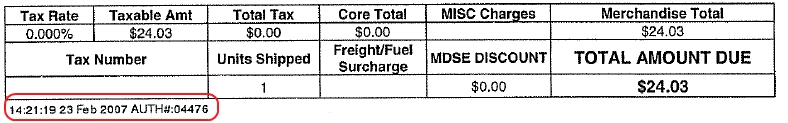 Tax Rate Taxable Amt Total Tax Core Total MISC Charges Merchandise Total
0.000% $24.03 $0.00 $0.00 $24.03
Tax Number Units Shipped Freight/Fuel Surcharge MDSE DISCOUNT TOTAL AMOUNT DUE
1 $0.00 $24.03
14:21:19 23 Feb 2007 AUTH#:04476